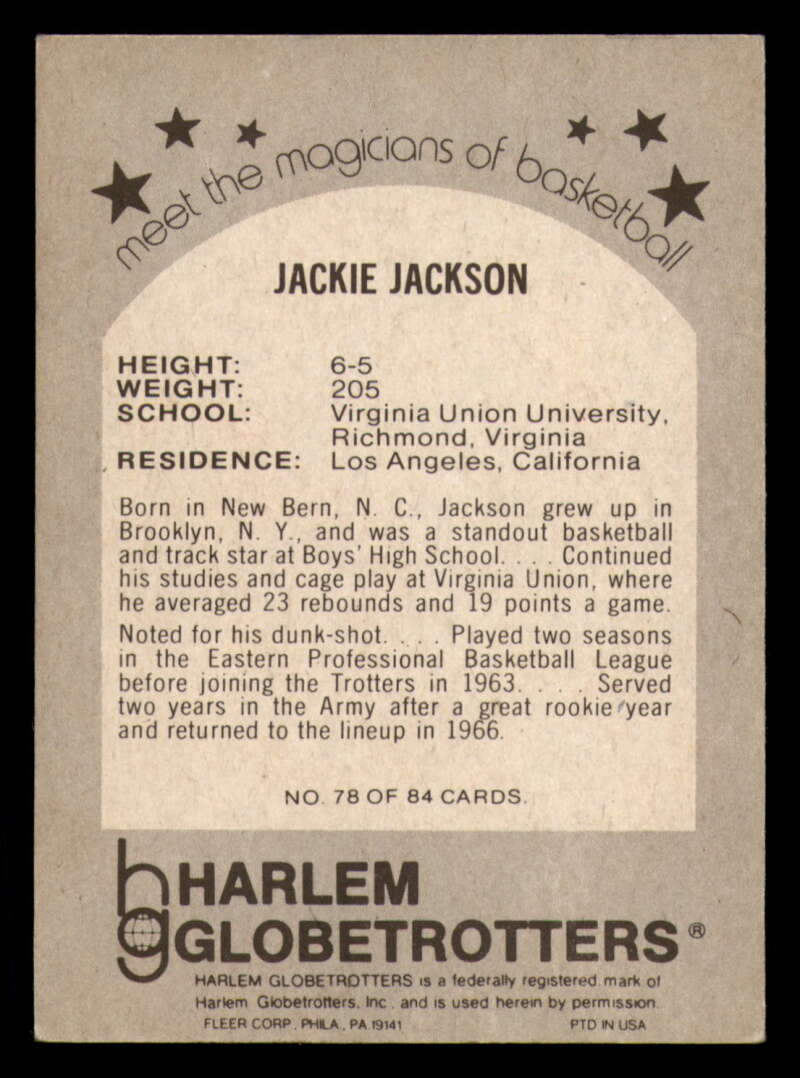 meet the magicians of basketball
JACKIE JACKSON
HEIGHT: 6-5
WEIGHT: 205
SCHOOL: Virginia Union University,
Richmond, Virginia
RESIDENCE: Los Angeles, California
Born in New Bern, N. C., Jackson grew up in
Brooklyn, N. Y., and was a standout basketball
and track star at Boys' High School. . . . Continued
his studies and cage play at Virginia Union, where
he averaged 23 rebounds and 19 points a game.
Noted for his dunk-shot. . . . Played two seasons
in the Eastern Professional Basketball League
before joining the Trotters in 1963. . . . Served
two years in the Army after a great rookie year
and returned to the lineup in 1966.
NO. 78 OF 84 CARDS.
hg HARLEM
GLOBETROTTERS®
HARLEM GLOBETROTTERS is a federally registered mark of
Harlem Globetrotters, Inc. and is used herein by permission.
FLEER CORP., PHILA., PA 19141 PTD IN USA